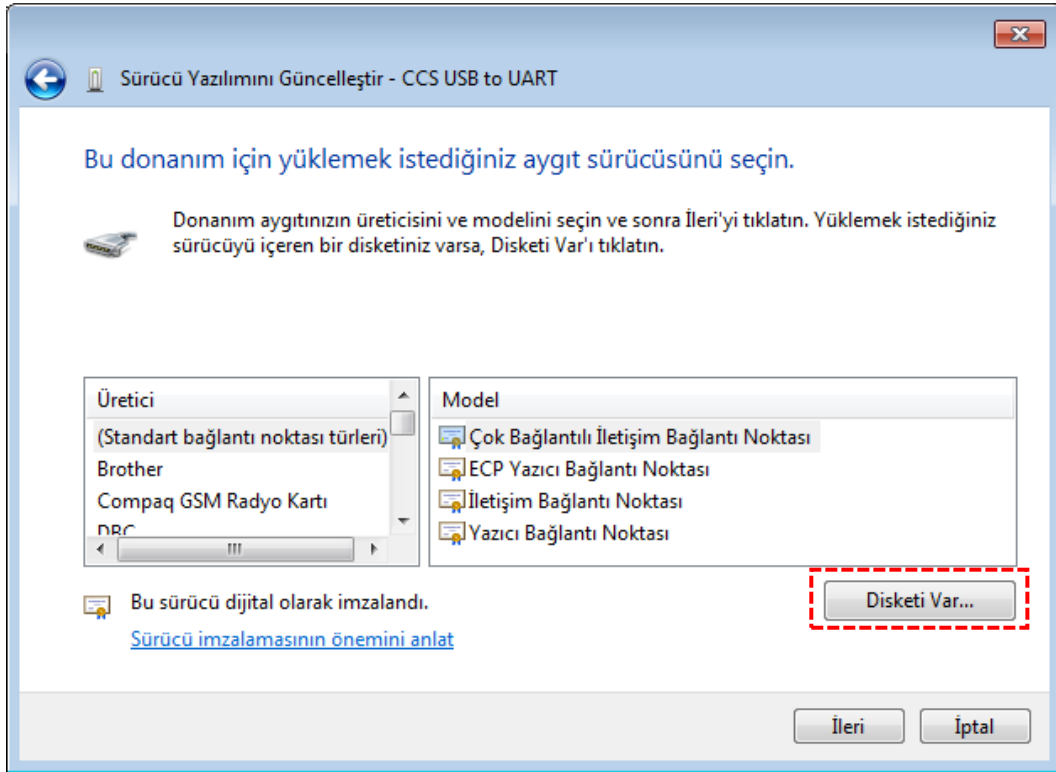 Sürücü Yazılımını Güncelleştir - CCS USB to UART
Bu donanım için yüklemek istediğiniz aygıt sürücüsünü seçin.
Donanım aygıtınızın üreticisini ve modelini seçin ve sonra İleri'yi tıklatın. Yüklemek istediğiniz
sürücüyü içeren bir disketiniz varsa, Disketi Var'ı tıklatın.
Üretici
(Standart bağlantı noktası türleri)
Brother
Compaq GSM Radyo Kartı
Model
Çok Bağlantılı İletişim Bağlantı Noktası
ECP Yazıcı Bağlantı Noktası
İletişim Bağlantı Noktası
Yazıcı Bağlantı Noktası
Bu sürücü dijital olarak imzalandı.
Sürücü imzalamasının önemini anlat
Disketi Var...
İleri
İptal